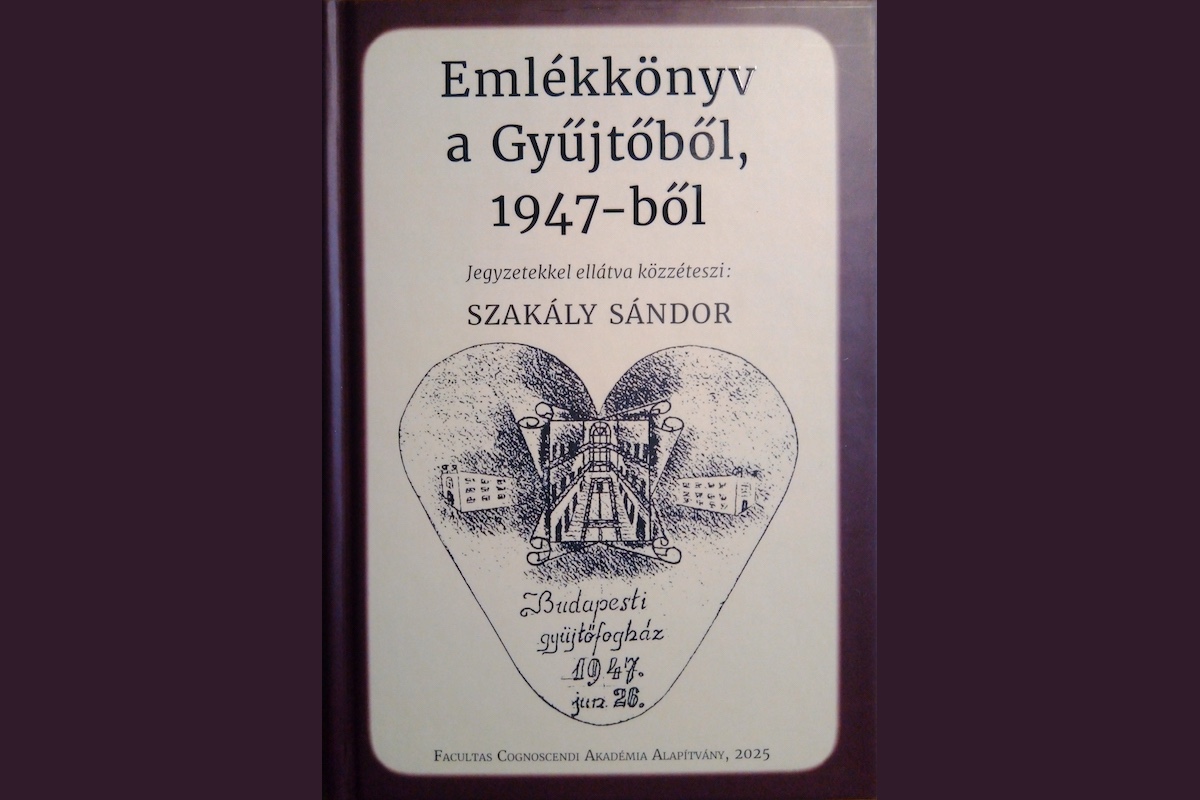 Emlékkönyv
a Gyűjtőből,
1947-ből
Jegyzetekkel ellátva közzéteszi:
SZAKÁLY SÁNDOR
Budapesti
gyűjtőfogház
1947.
jun. 26.
Facultas Cognoscendi Akadémia Alapítvány, 2025